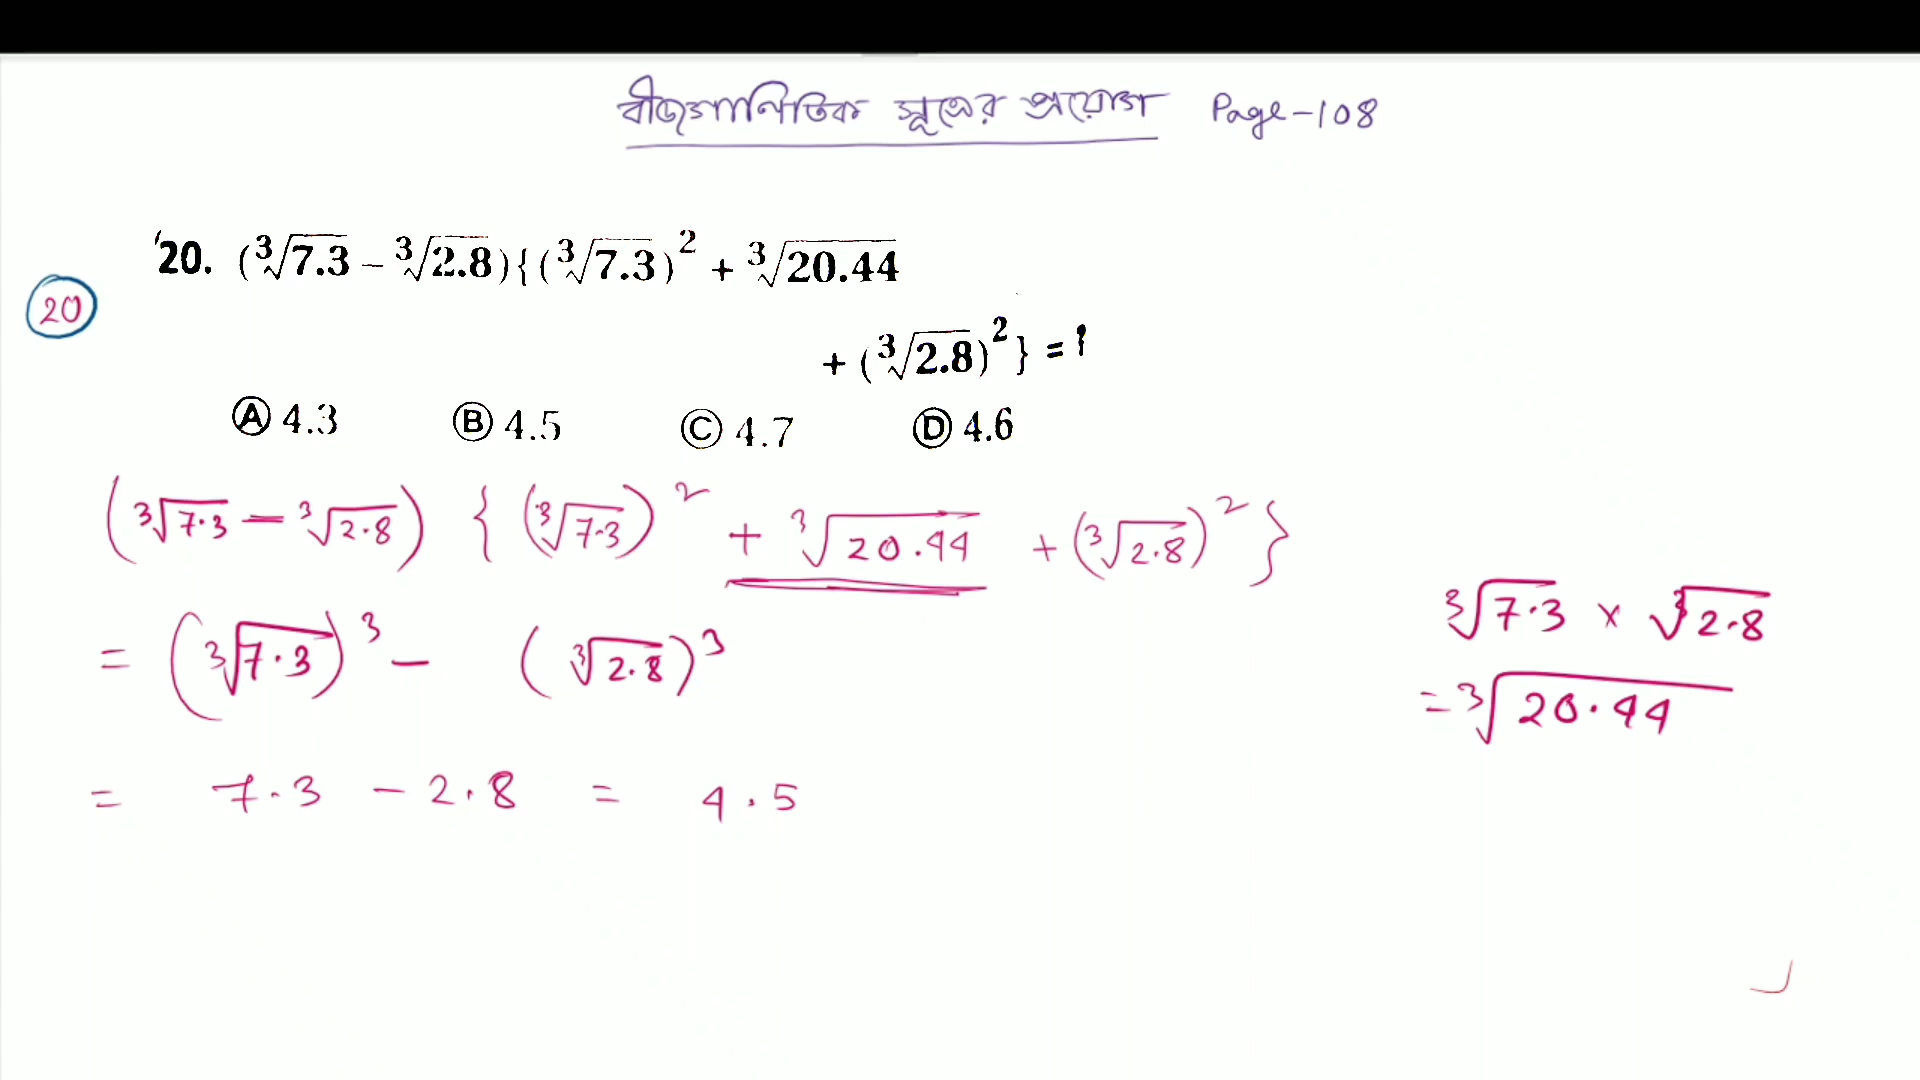 বীজগাণিতিক সূত্রের প্রয়োগ Page-108
20. (∛7.3 – ∛2.8){(∛7.3)² + ∛20.44
+ (∛2.8)²} = ?
20
Ⓐ 4.3 Ⓑ 4.5 Ⓒ 4.7 Ⓓ 4.6
(∛7.3 – ∛2.8) {(∛7.3)² + ∛20.44 + (∛2.8)²}
= (∛7.3)³ – (∛2.8)³
= 7.3 – 2.8 = 4.5
∛7.3 × ∛2.8
= ∛20.44